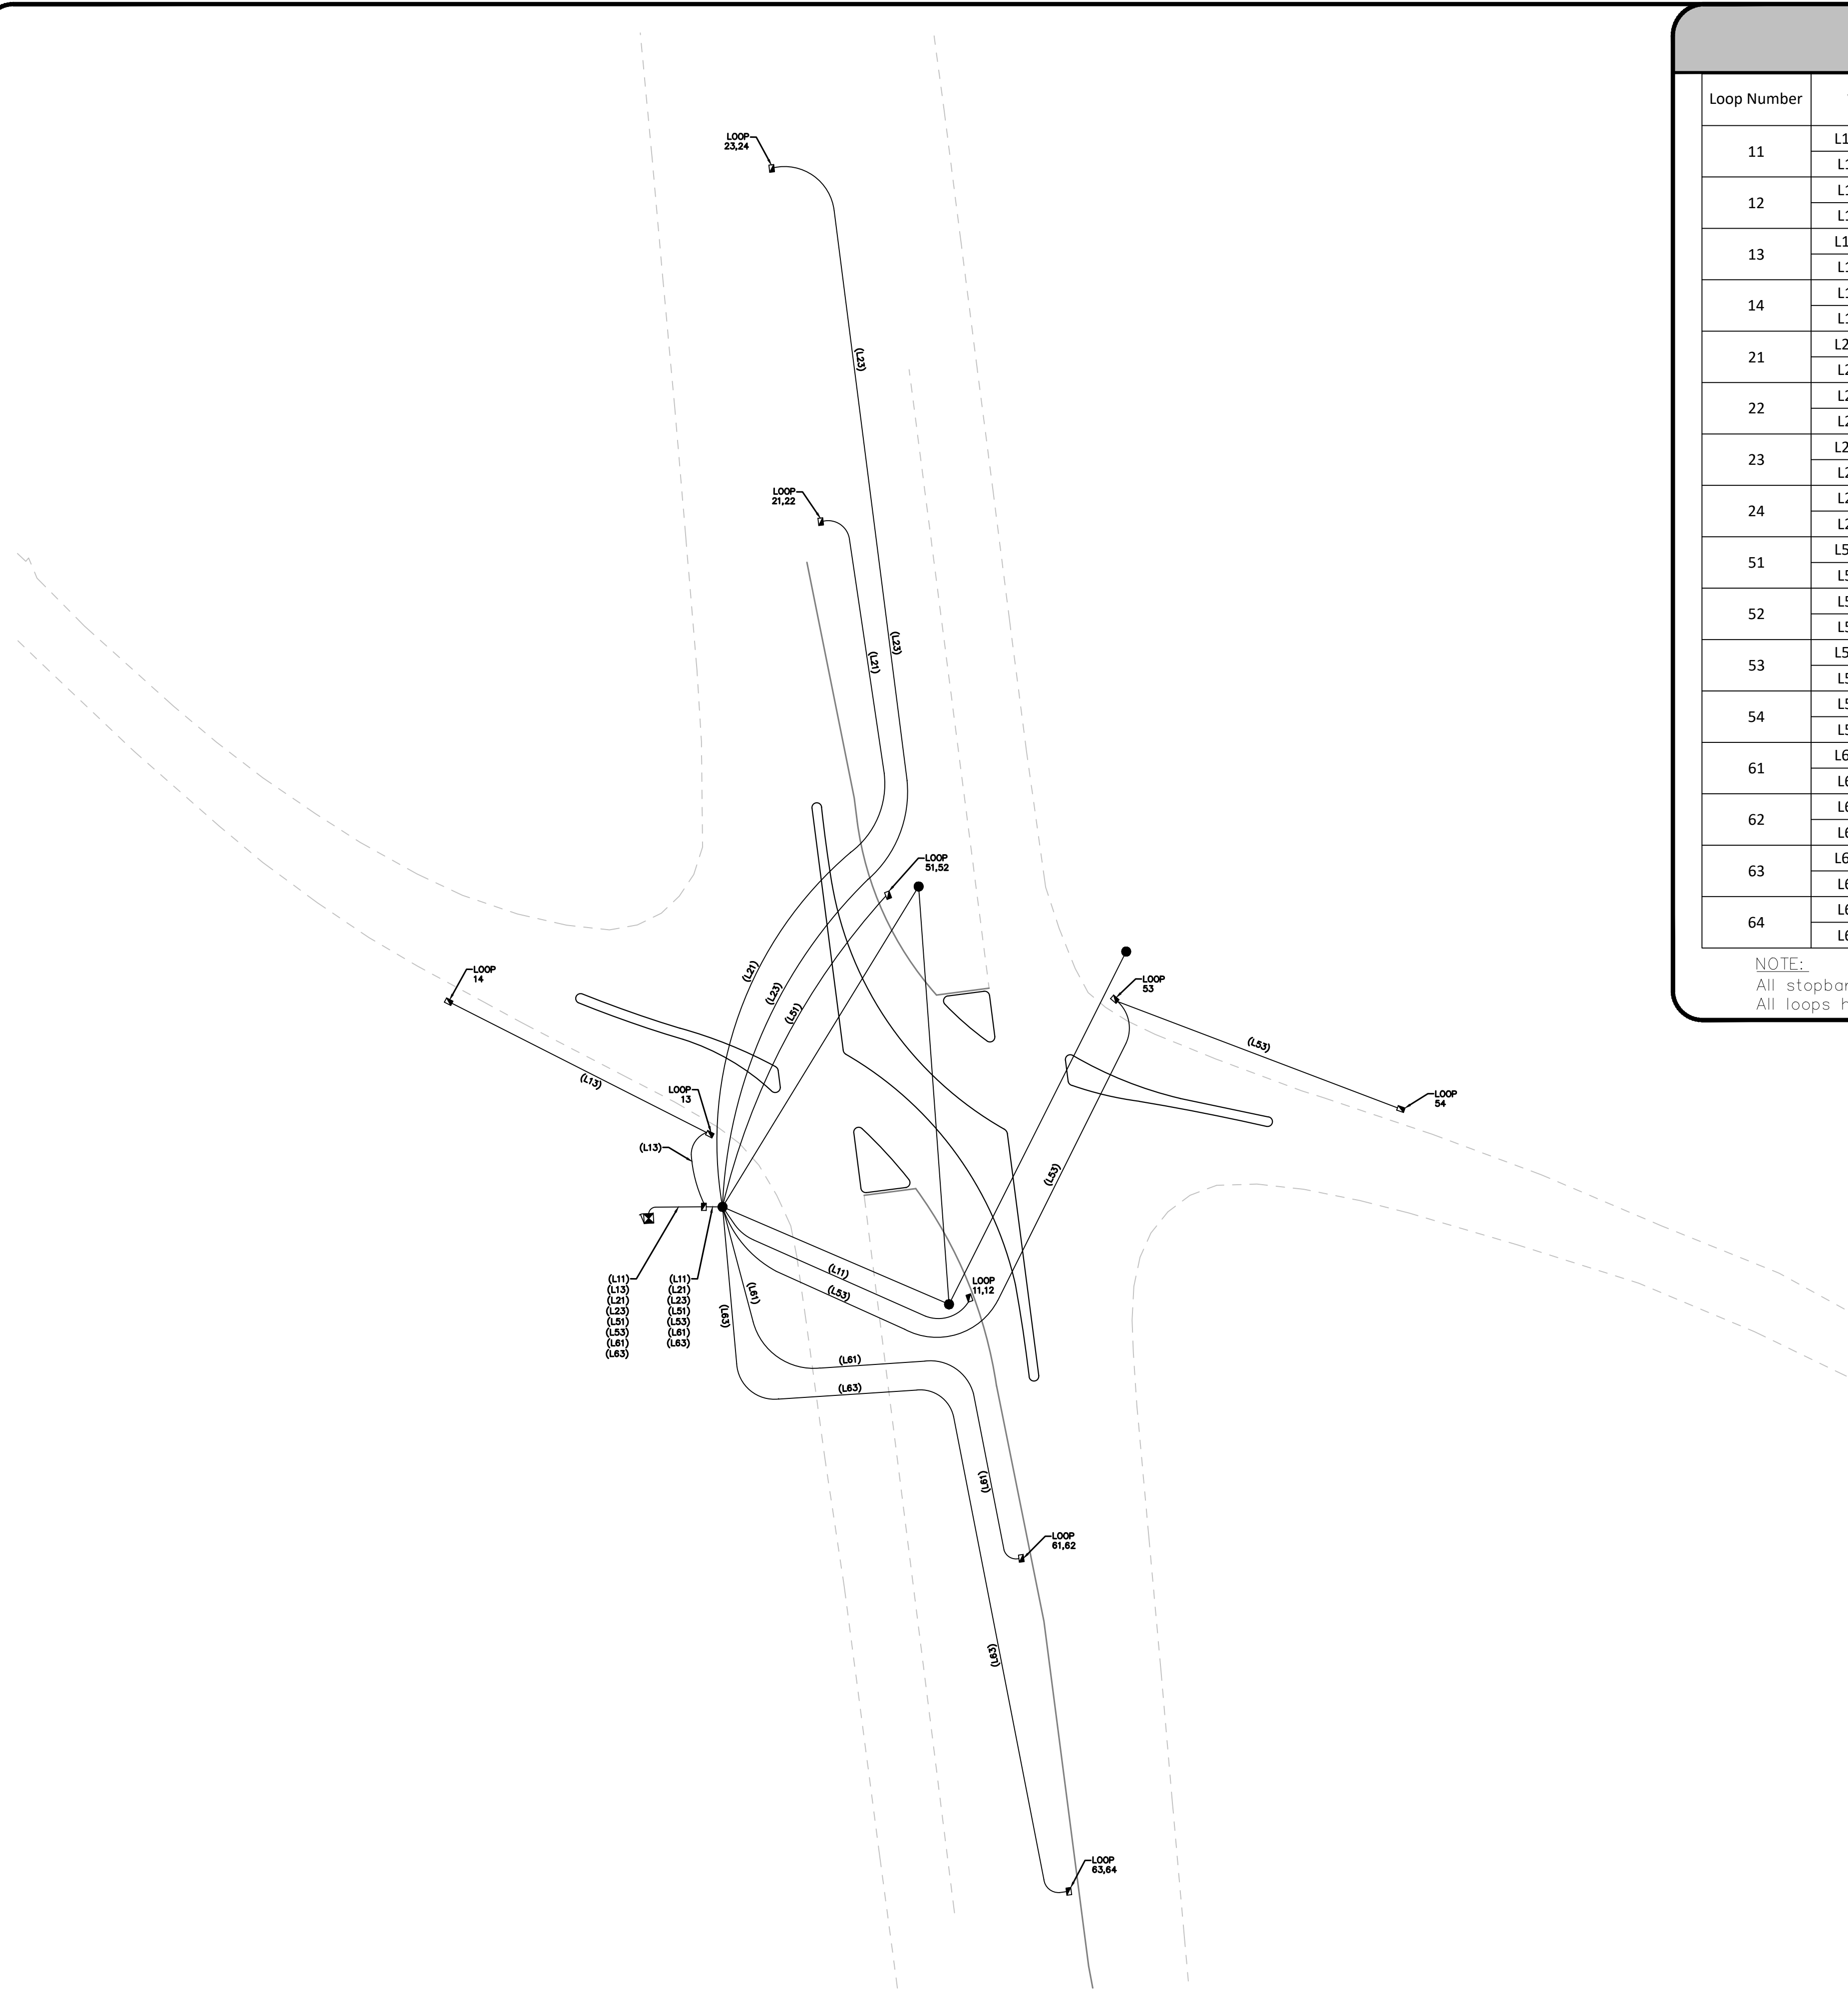 LOOP
23,24
(L23)
LOOP
21,22
(L23)
(L21)
LOOP
51,52
LOOP
14
(L21)
(L23)
(L51)
LOOP
53
(L53)
LOOP
54
(L13)
LOOP
13
(L13)
(L53)
(L11)
(L53)
LOOP
11,12
(L61)
(L63)
(L11)
(L13)
(L21)
(L23)
(L51)
(L53)
(L61)
(L63)
(L11)
(L21)
(L23)
(L51)
(L53)
(L61)
(L63)
(L61)
(L63)
(L61)
LOOP
61,62
(L63)
LOOP
63,64
Loop Number
11
12
13
14
21
22
23
24
51
52
53
54
61
62
63
64
NOTE:
All
All loops